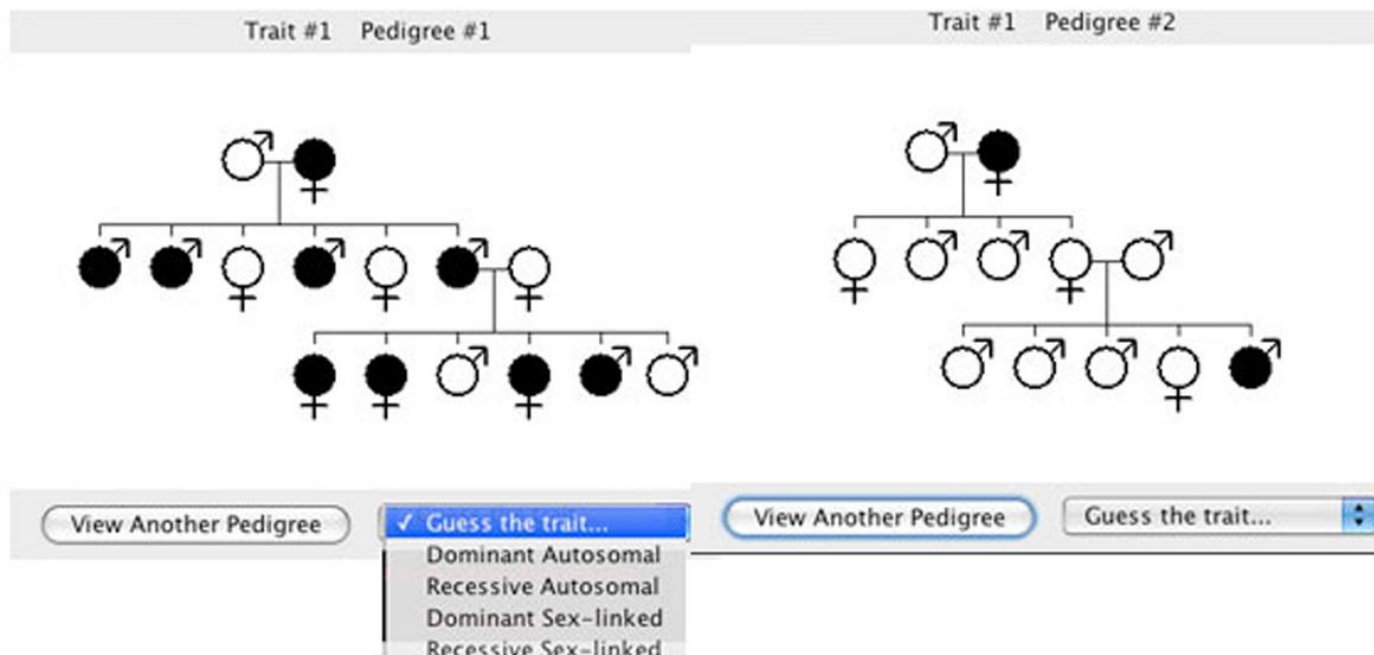 Trait #1 Pedigree #1
Trait #1 Pedigree #2
View Another Pedigree
✓ Guess the trait...
Dominant Autosomal
Recessive Autosomal
Dominant Sex-linked
Recessive Sex-linked
View Another Pedigree
Guess the trait...